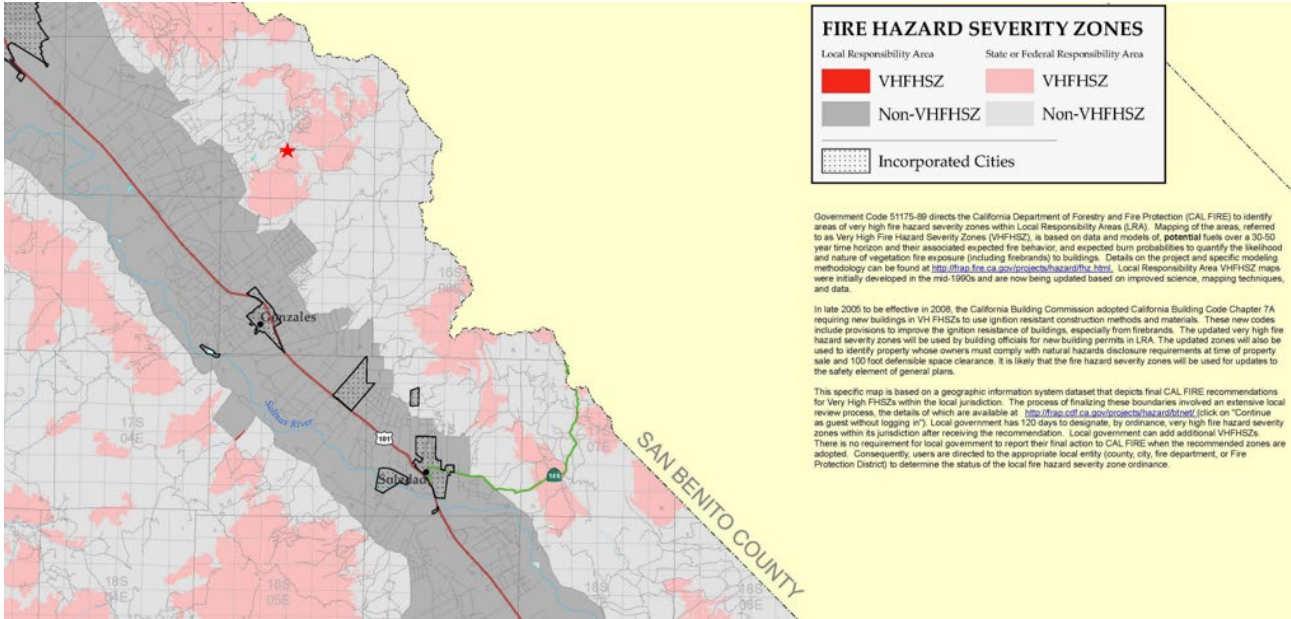 FIRE HAZARD SEVERITY ZONES
Local Responsibility Area
State or Federal Responsibility Area
VHFHSZ
VHFHSZ
Non-VHFHSZ
Non-VHFHSZ
Incorporated Cities
Government Code 51175-89 directs the California Department of Forestry and Fire Protection (CAL FIRE) to identify
areas of very high fire hazard severity zones within Local Responsibility Areas (LRA). Mapping of the areas, referred
to as Very High Fire Hazard Severity Zones (VHFHSZ), is based on data and models of, potential fuels over a 30-50
year time horizon and their associated expected fire behavior, and expected burn probabilities to quantify the likelihood
and nature of vegetation fire exposure (including firebrands) to buildings. Details on the project and specific modeling
methodology can be found at http://frap.fire.ca.gov/projects/hazard/fhz.html. Local Responsibility Area VHFHSZ maps
were initially developed in the mid-1990s and are now being updated based on improved science, mapping techniques,
and data.
In late 2005 to be effective in 2008, the California Building Commission adopted California Building Code Chapter 7A
requiring new buildings in VH FHSZs to use ignition resistant construction methods and materials. These new codes
include provisions to improve the ignition resistance of buildings, especially from firebrands. The updated very high fire
hazard severity zones will be used by building officials for new building permits in LRA. The updated zones will also be
used to identify property whose owners must comply with natural hazards disclosure requirements at time of property
sale and 100 foot defensible space clearance. It is likely that the fire hazard severity zones will be used for updates to
the safety element of general plans.
This specific map is based on a geographic information system dataset that depicts final CAL FIRE recommendations
for Very High FHSZs within the local jurisdiction. The process of finalizing these boundaries involved an extensive local
review process, the details of which are available at http://frap.cdf.ca.gov/projects/hazard/btnet/ (click on "Continue
as guest without logging in"). Local government has 120 days to designate, by ordinance, very high fire hazard severity
zones within its jurisdiction after receiving the recommendation. Local government can add additional VHFHSZs.
There is no requirement for local government to report their final action to CAL FIRE when the recommended zones are
adopted. Consequently, users are directed to the appropriate local entity (county, city, fire department, or Fire
Protection District) to determine the status of the local fire hazard severity zone ordinance.
15S
Gonzales
17S
04E
Salinas River
101
Soledad
146
SAN BENITO COUNTY
18S
04E
18S
05E